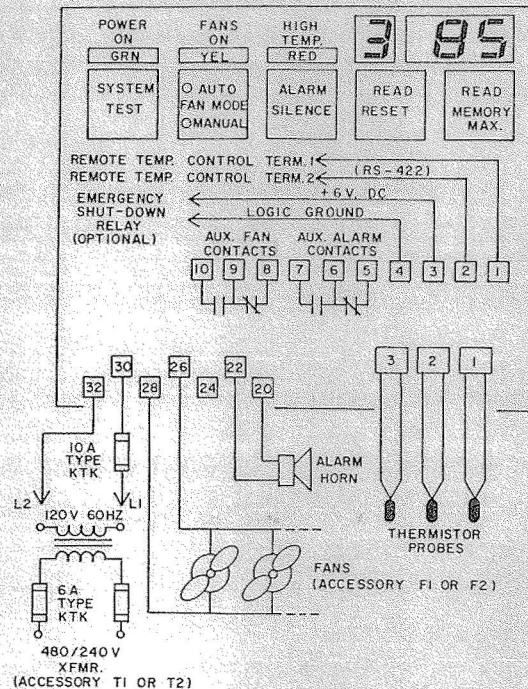 POWER ON
FANS ON
HIGH TEMP.
3 85
GRN
YEL
RED
SYSTEM TEST
AUTO
FAN MODE
MANUAL
ALARM SILENCE
READ RESET
READ MEMORY MAX.
REMOTE TEMP. CONTROL TERM. 1
(RS-422)
REMOTE TEMP. CONTROL TERM. 2
+6V. DC
EMERGENCY SHUT-DOWN RELAY (OPTIONAL)
LOGIC GROUND
AUX. FAN CONTACTS
AUX. ALARM CONTACTS
10 9 8 7 6 5 4 3 2 1
32 30 28 26 24 22 20
3 2 1
10A TYPE KTK
L2
L1
120V 60HZ
ALARM HORN
THERMISTOR PROBES
FANS (ACCESSORY F1 OR F2)
6A TYPE KTK
480/240V
XFMR.
(ACCESSORY T1 OR T2)